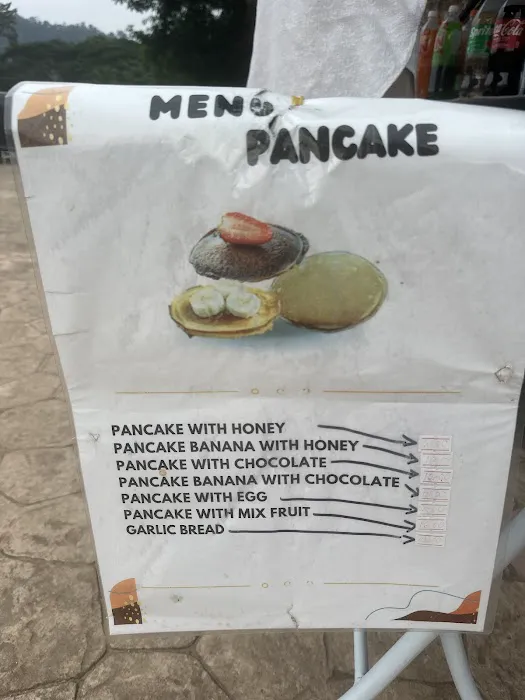 MENU
PANCAKE
PANCAKE WITH HONEY
PANCAKE BANANA WITH HONEY
PANCAKE WITH CHOCOLATE
PANCAKE BANANA WITH CHOCOLATE
PANCAKE WITH EGG
PANCAKE WITH MIX FRUIT
GARLIC BREAD